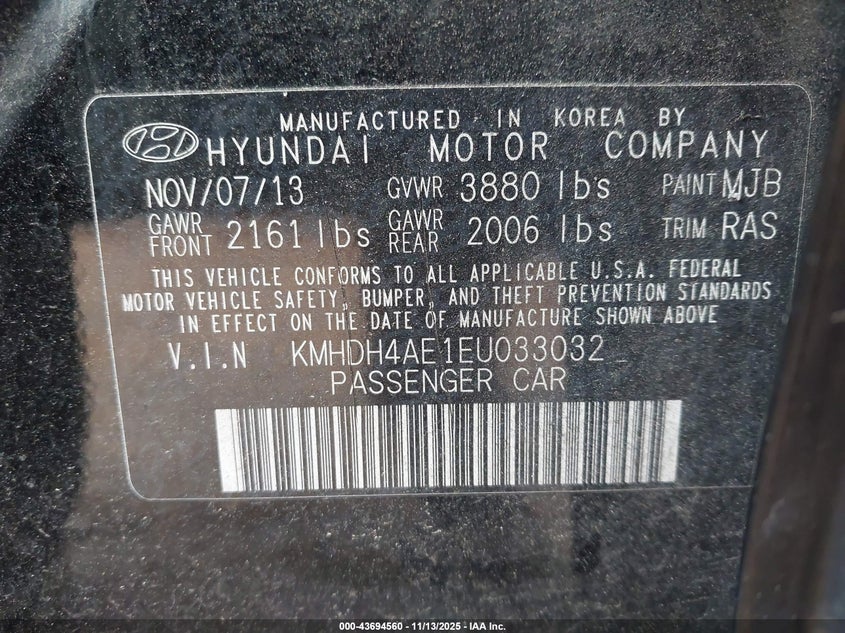 MANUFACTURED IN KOREA BY
HYUNDAI MOTOR COMPANY
NOV/07/13 GVWR 3880 lbs PAINT MJB
GAWR FRONT 2161 lbs GAWR REAR 2006 lbs TRIM RAS
THIS VEHICLE CONFORMS TO ALL APPLICABLE U.S.A. FEDERAL
MOTOR VEHICLE SAFETY, BUMPER, AND THEFT PREVENTION STANDARDS
IN EFFECT ON THE DATE OF MANUFACTURE SHOWN ABOVE
V.I.N KMHDH4AE1EU033032
PASSENGER CAR
000-43694560 - 11/13/2025 - IAA Inc.